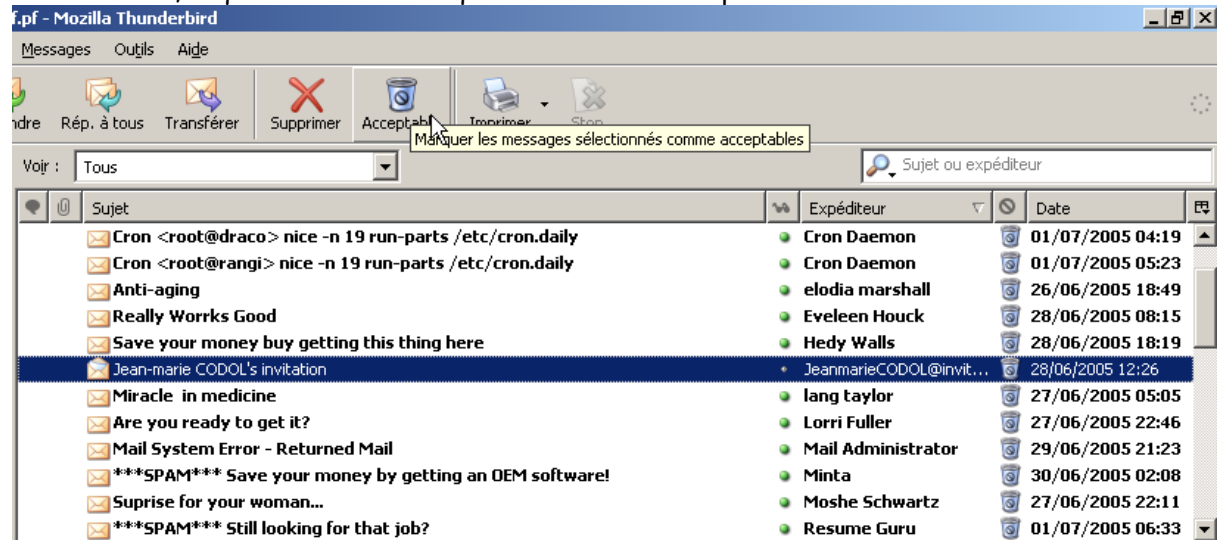 f.pf - Mozilla Thunderbird
Messages Outils Aide
ndre Rép. à tous Transférer Supprimer Acceptabl Imprimer Stop
Marquer les messages sélectionnés comme acceptables
Voir : Tous Sujet ou expéditeur
Sujet Expéditeur Date
Cron <root@draco> nice -n 19 run-parts /etc/cron.daily Cron Daemon 01/07/2005 04:19
Cron <root@rangi> nice -n 19 run-parts /etc/cron.daily Cron Daemon 01/07/2005 05:23
Anti-aging elodia marshall 26/06/2005 18:49
Really Worrks Good Eveleen Houck 28/06/2005 08:15
Save your money buy getting this thing here Hedy Walls 28/06/2005 18:19
Jean-marie CODOL's invitation JeanmarieCODOL@invit... 28/06/2005 12:26
Miracle in medicine lang taylor 27/06/2005 05:05
Are you ready to get it? Lorri Fuller 27/06/2005 22:46
Mail System Error - Returned Mail Mail Administrator 29/06/2005 21:23
***SPAM*** Save your money by getting an OEM software! Minta 30/06/2005 02:08
Suprise for your woman... Moshe Schwartz 27/06/2005 22:11
***SPAM*** Still looking for that job? Resume Guru 01/07/2005 06:33